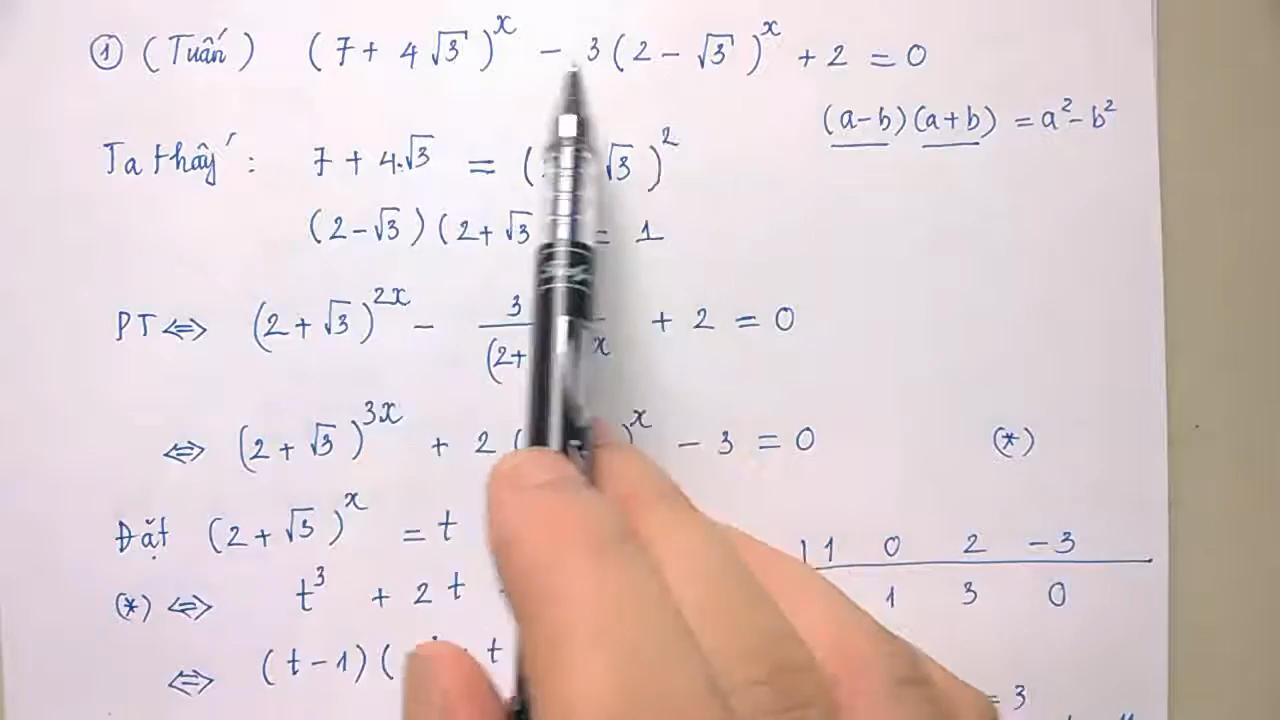 ① (Tuấn) (7 + 4√3)^x - 3(2 - √3)^x + 2 = 0
(a-b)(a+b) = a² - b²
Ta thấy: 7 + 4.√3 = ( √3)²
(2-√3)(2+√3 = 1
PT ⇔ (2+√3)^2x - 3/(2+ x + 2 = 0
⇔ (2+√3)^3x + 2( )^x - 3 = 0 (*)
Đặt (2+√3)^x = t
1 0 2 -3
(*) ⇔ t³ + 2t
1 3 0
⇔ (t-1)( t
= 3